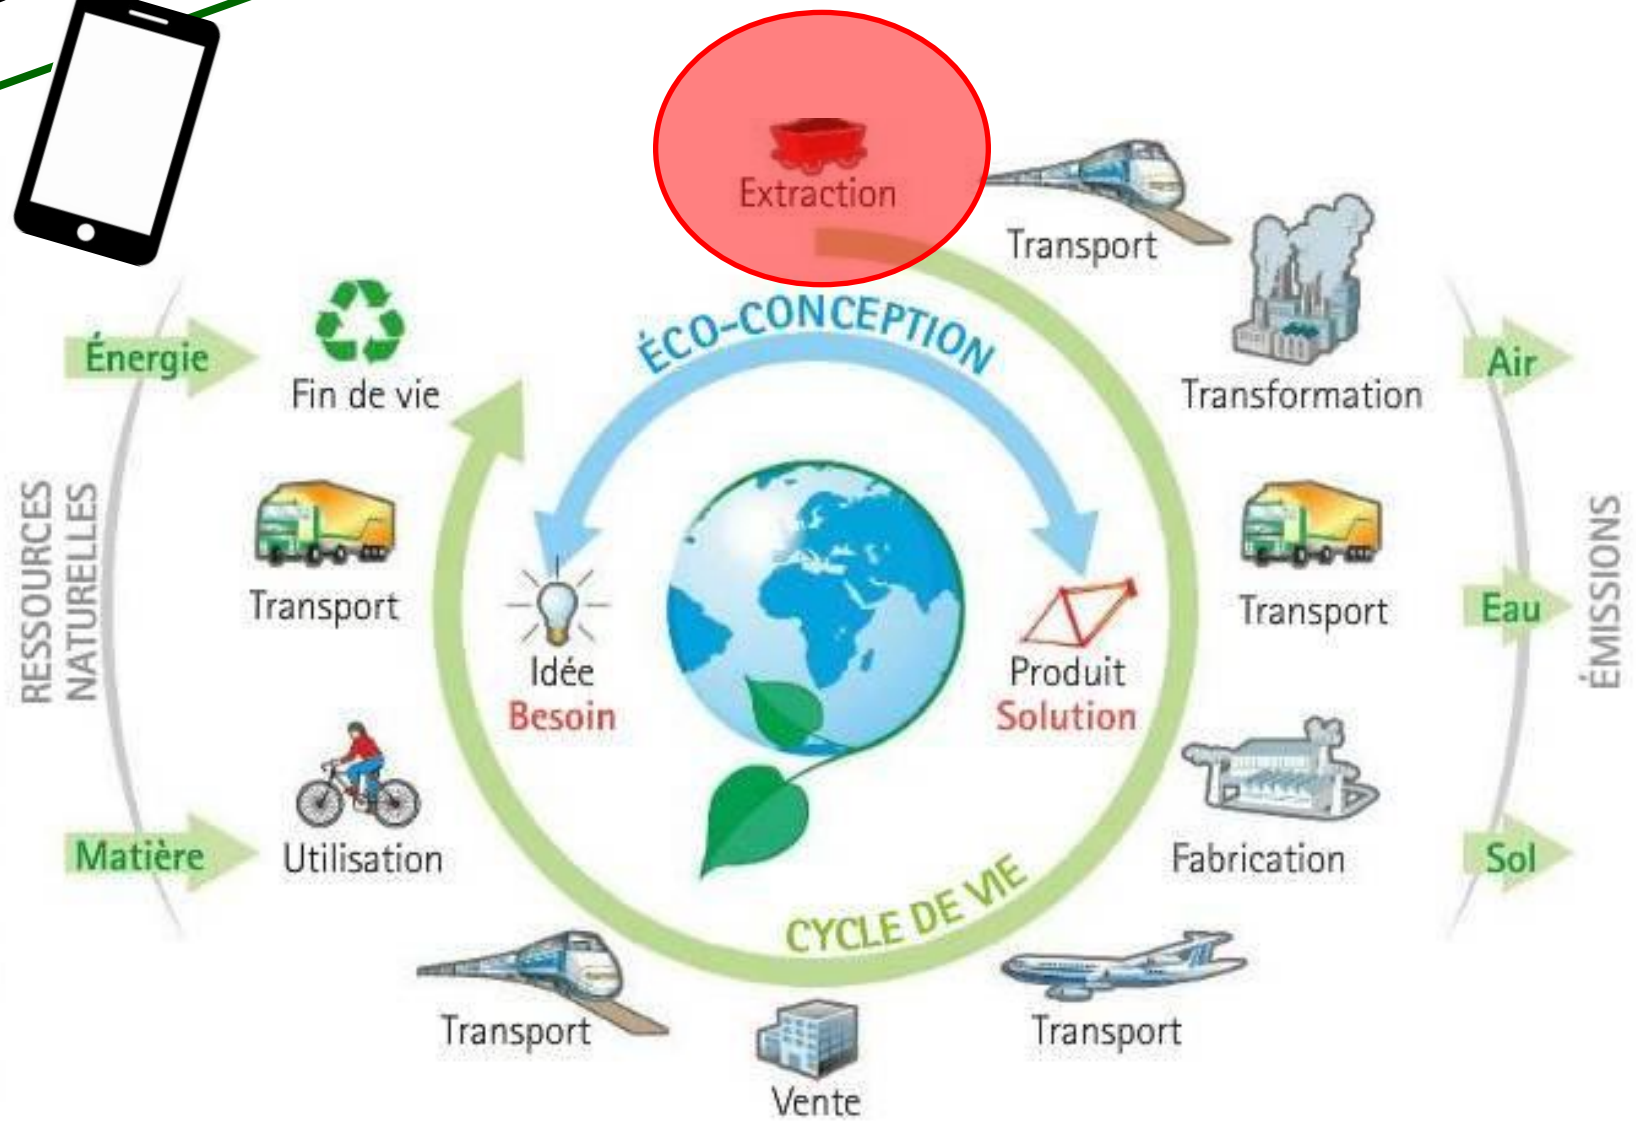 Extraction
Transport
Transformation
Transport
Fabrication
Transport
Vente
Transport
Utilisation
Transport
Fin de vie
ÉCO-CONCEPTION
Idée
Besoin
Produit
Solution
CYCLE DE VIE
RESSOURCES
NATURELLES
Énergie
Matière
Air
Eau
Sol
ÉMISSIONS